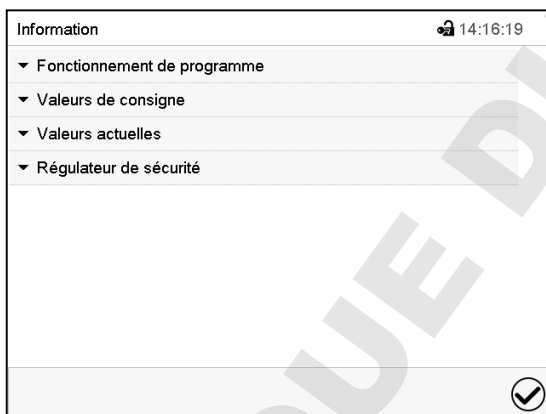 Information 14:16:19
Fonctionnement de programme
Valeurs de consigne
Valeurs actuelles
Régulateur de sécurité